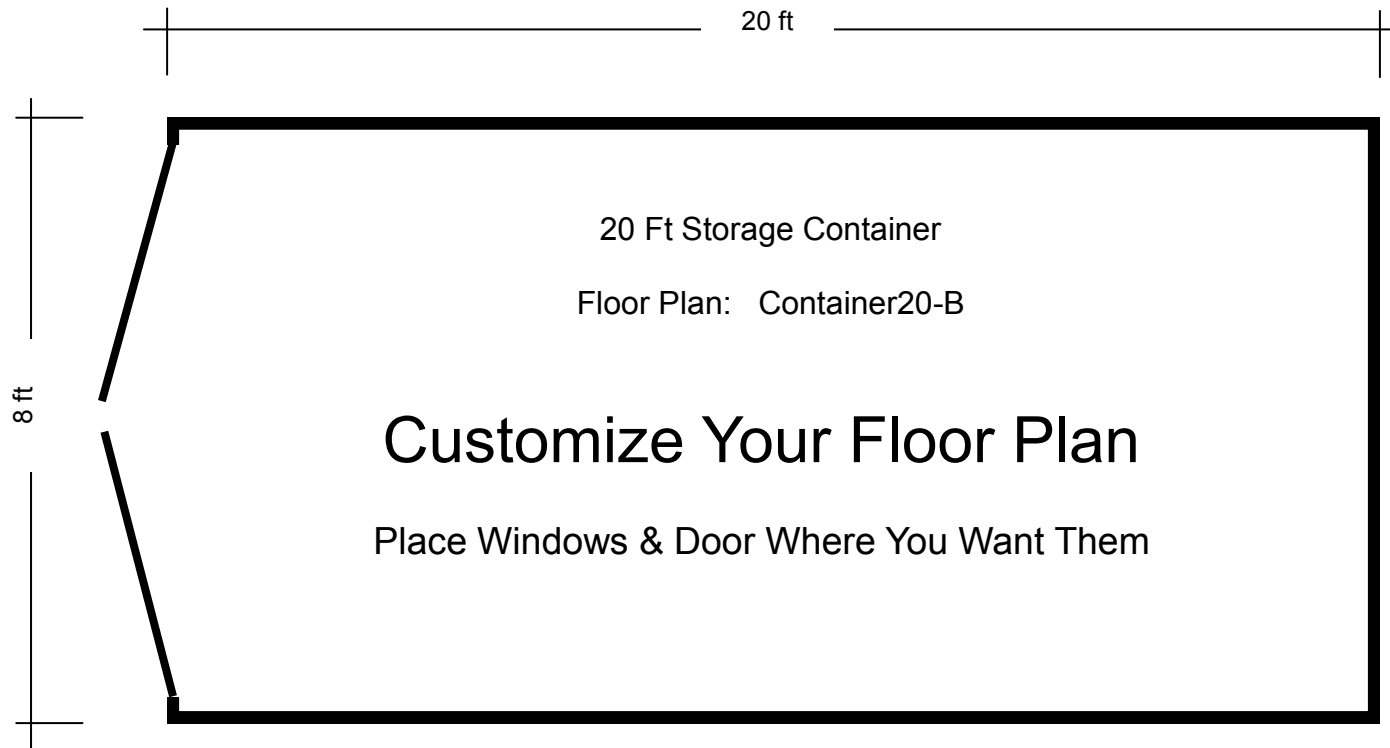 20 ft
8 ft
20 Ft Storage Container
Floor Plan: Container20-B
Customize Your Floor Plan
Place Windows & Door Where You Want Them